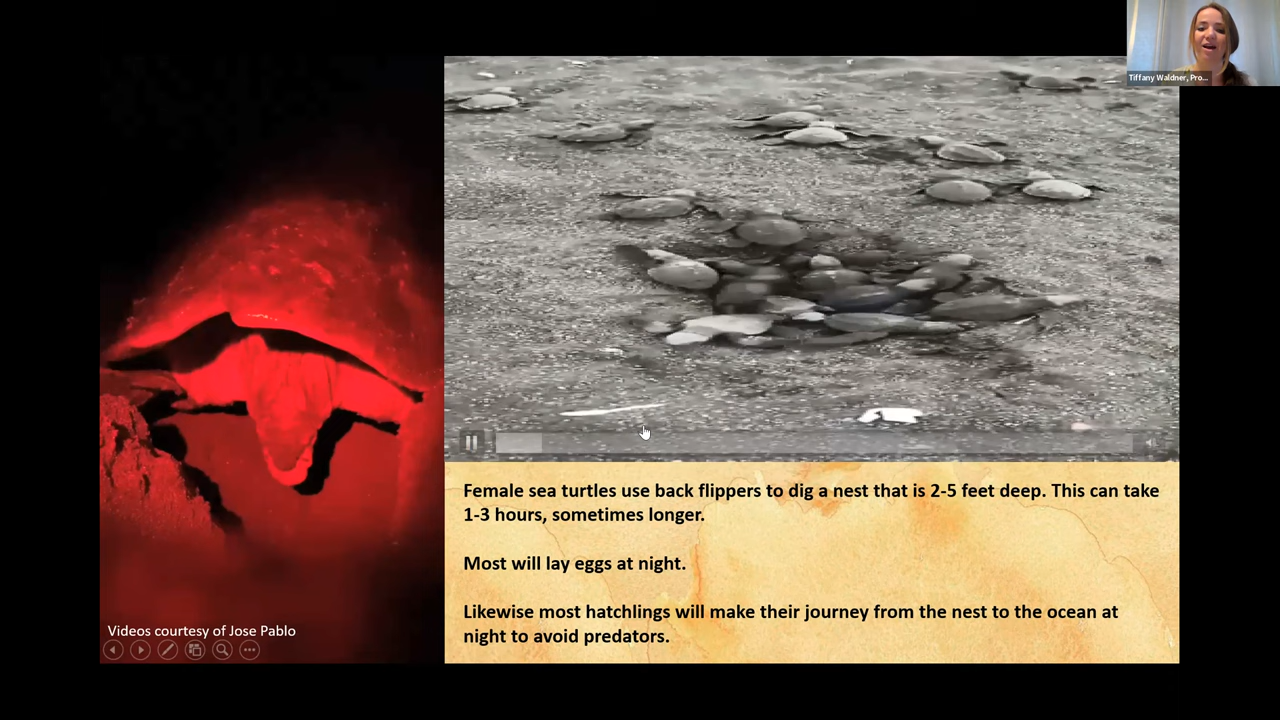 Tiffany Waldner, Pro...
Female sea turtles use back flippers to dig a nest that is 2-5 feet deep. This can take
1-3 hours, sometimes longer.
Most will lay eggs at night.
Likewise most hatchlings will make their journey from the nest to the ocean at
night to avoid predators.
Videos courtesy of Jose Pablo